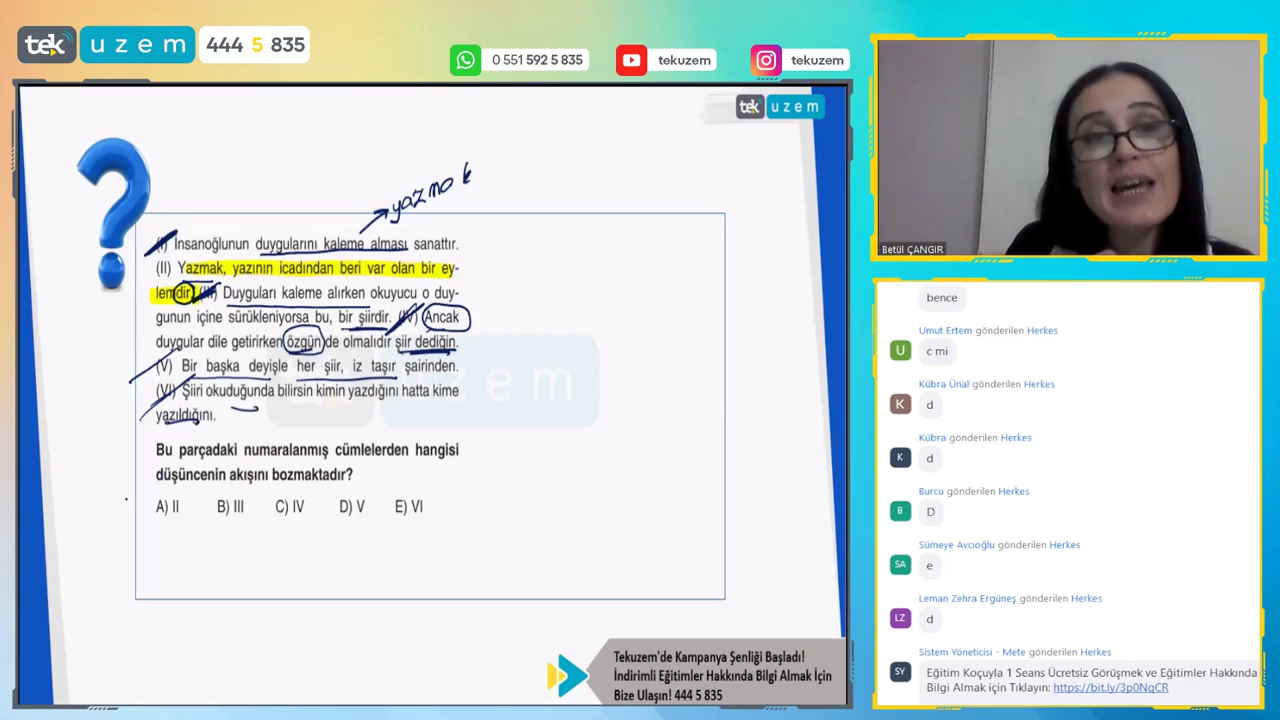 tek uzem 444 5 835
0 551 592 5 835 tekuzem tekuzem
tek uzem
yazmak
(I) İnsanoğlunun duygularını kaleme alması sanattır.
(II) Yazmak, yazının icadından beri var olan bir ey-
lemdir. (III) Duyguları kaleme alırken okuyucu o duy-
gunun içine sürükleniyorsa bu, bir şiirdir. (IV) Ancak
duygular dile getirirken özgün de olmalıdır şiir dediğin.
(V) Bir başka deyişle her şiir, iz taşır şairinden.
(VI) Şiiri okuduğunda bilirsin kimin yazdığını hatta kime
yazıldığını.
uzem
Bu parçadaki numaralanmış cümlelerden hangisi
düşüncenin akışını bozmaktadır?
A) II B) III C) IV D) V E) VI
Tekuzem'de Kampanya Şenliği Başladı!
İndirimli Eğitimler Hakkında Bilgi Almak İçin
Bize Ulaşın! 444 5 835
Betül ÇANGIR
bence
Umut Ertem gönderilen Herkes
U c mi
Kübra Ünal gönderilen Herkes
K d
Kübra gönderilen Herkes
K d
Burcu gönderilen Herkes
B D
Sümeye Avcıoğlu gönderilen Herkes
SA e
Leman Zehra Ergüneş gönderilen Herkes
LZ d
Sistem Yöneticisi - Mete gönderilen Herkes
SY Eğitim Koçuyla 1 Seans Ücretsiz Görüşmek ve Eğitimler Hakkında
Bilgi Almak için Tıklayın: https://bit.ly/3p0NqCR